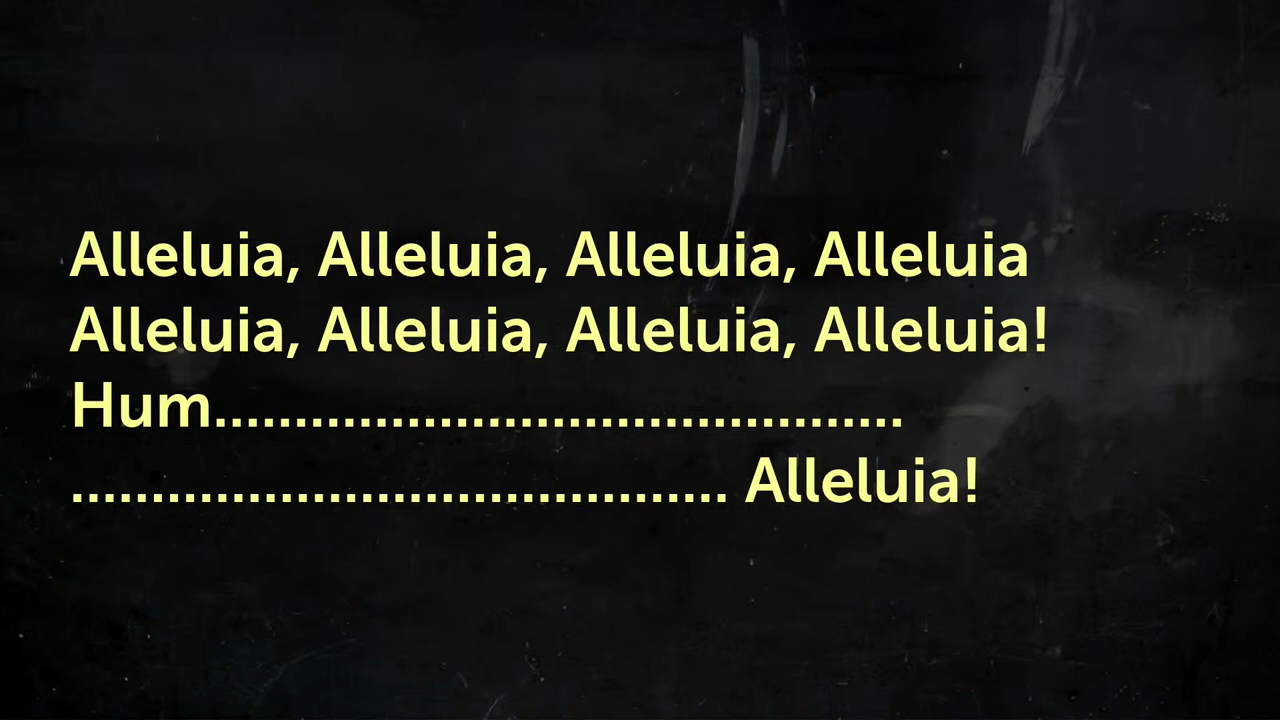 Alleluia, Alleluia, Alleluia, Alleluia
Alleluia, Alleluia, Alleluia, Alleluia!
Hum...........................................
......................................... Alleluia!